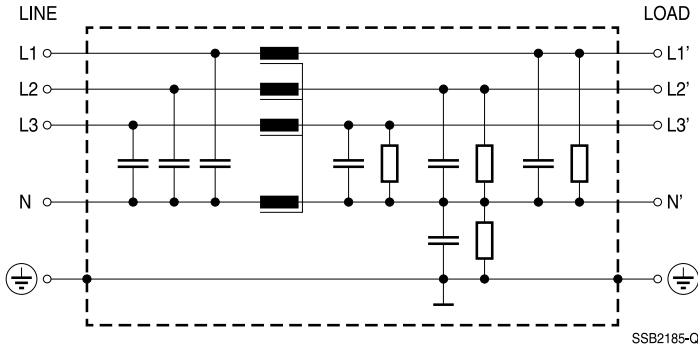 LINE LOAD
L1 L1'
L2 L2'
L3 L3'
N N'
SSB2185-Q